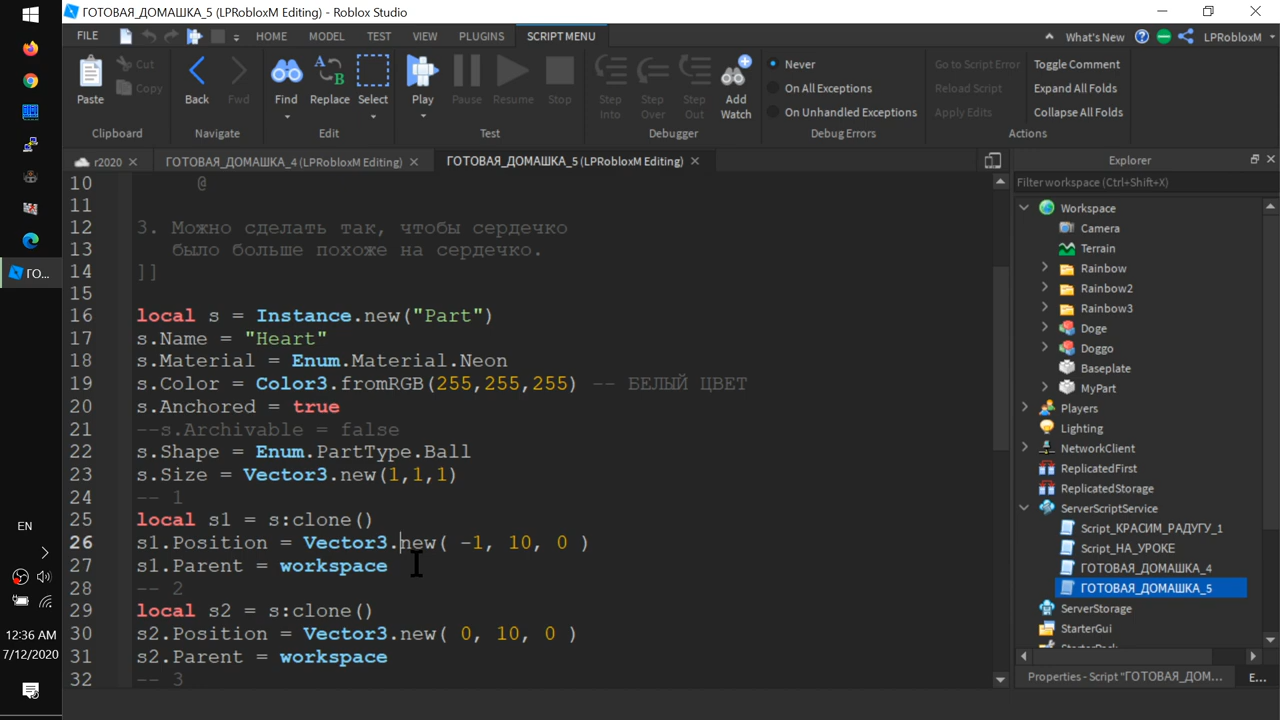 ГОТОВАЯ_ДОМАШКА_5 (LPRobloxM Editing) - Roblox Studio
FILE HOME MODEL TEST VIEW PLUGINS SCRIPT MENU What's New LPRobloxM
Paste Cut Copy Clipboard
Back Fwd Navigate
Find Replace Select Edit
Play Pause Resume Stop Test
Step Into Step Over Step Out Add Watch Debugger
Never
On All Exceptions
On Unhandled Exceptions
Debug Errors
Go to Script Error
Reload Script
Apply Edits
Toggle Comment
Expand All Folds
Collapse All Folds
Actions
r2020 ГОТОВАЯ_ДОМАШКА_4 (LPRobloxM Editing) ГОТОВАЯ_ДОМАШКА_5 (LPRobloxM Editing)
10 @
11
12 3. Можно сделать так, чтобы сердечко
13 было больше похоже на сердечко.
14 ]]
15
16 local s = Instance.new("Part")
17 s.Name = "Heart"
18 s.Material = Enum.Material.Neon
19 s.Color = Color3.fromRGB(255,255,255) -- БЕЛЫЙ ЦВЕТ
20 s.Anchored = true
21 --s.Archivable = false
22 s.Shape = Enum.PartType.Ball
23 s.Size = Vector3.new(1,1,1)
24 -- 1
25 local s1 = s:clone()
26 s1.Position = Vector3.new( -1, 10, 0 )
27 s1.Parent = workspace
28 -- 2
29 local s2 = s:clone()
30 s2.Position = Vector3.new( 0, 10, 0 )
31 s2.Parent = workspace
32 -- 3
Explorer
Filter workspace (Ctrl+Shift+X)
Workspace
Camera
Terrain
Rainbow
Rainbow2
Rainbow3
Doge
Doggo
Baseplate
MyPart
Players
Lighting
NetworkClient
ReplicatedFirst
ReplicatedStorage
ServerScriptService
Script_КРАСИМ_РАДУГУ_1
Script_НА_УРОКЕ
ГОТОВАЯ_ДОМАШКА_4
ГОТОВАЯ_ДОМАШКА_5
ServerStorage
StarterGui
Properties - Script "ГОТОВАЯ_ДОМ... E...
ГО...
EN
12:36 AM
7/12/2020